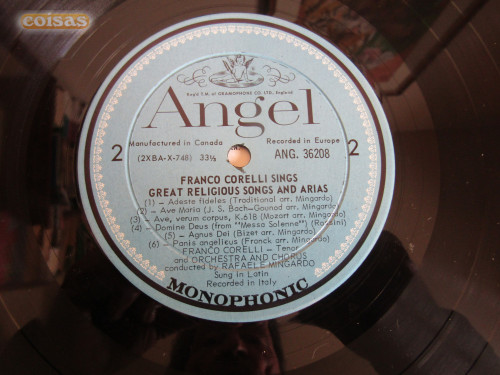 coisas
Reg'd T.M. of GRAMOPHONE CO. LTD., England
Angel
Manufactured in Canada
Recorded in Europe
2
(2XBA-X-748) 33⅓
ANG. 36208
2
FRANCO CORELLI SINGS
GREAT RELIGIOUS SONGS AND ARIAS
(1) - Adeste fideles (Traditional arr. Mingardo)
(2) - Ave Maria (J. S. Bach-Gounod arr. Mingardo)
(3) - Ave, verum corpus, K.618 (Mozart arr. Mingardo)
(4) - Domine Deus (from "Messa Solenne") (Rossini)
(5) - Agnus Dei (Bizet arr. Mingardo)
(6) - Panis angelicus (Franck arr. Mingardo)
FRANCO CORELLI - Tenor
and ORCHESTRA AND CHORUS
conducted by RAFAELE MINGARDO
Sung in Latin
Recorded in Italy
MONOPHONIC